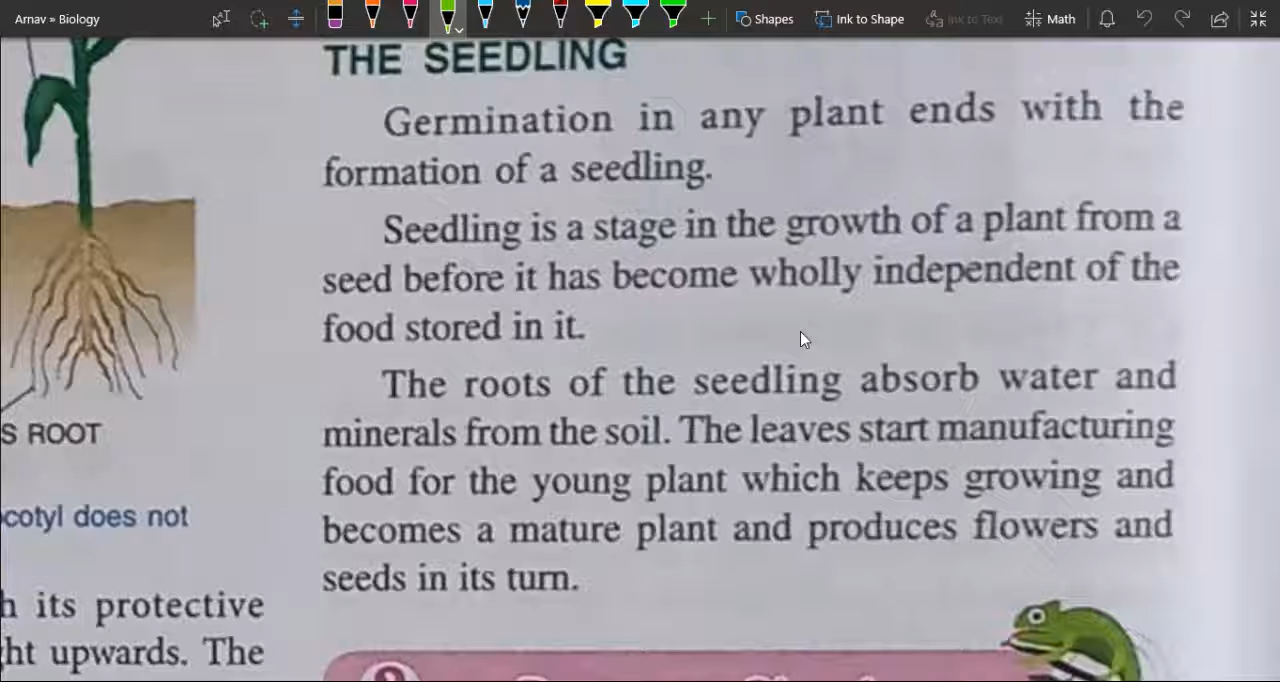 Arnav » Biology
Shapes
Ink to Shape
Ink to Text
Math
THE SEEDLING
Germination in any plant ends with the
formation of a seedling.
Seedling is a stage in the growth of a plant from a
seed before it has become wholly independent of the
food stored in it.
The roots of the seedling absorb water and
minerals from the soil. The leaves start manufacturing
food for the young plant which keeps growing and
becomes a mature plant and produces flowers and
seeds in its turn.
S ROOT
cotyl does not
h its protective
ht upwards. The